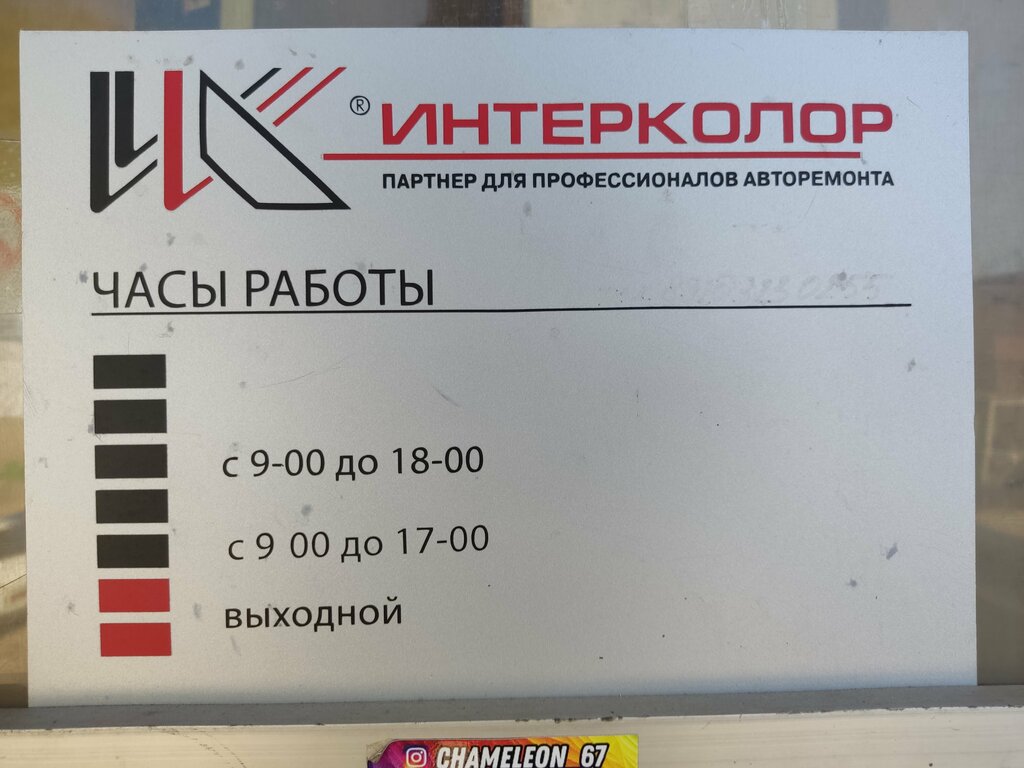 ИК ® ИНТЕРКОЛОР
ПАРТНЕР ДЛЯ ПРОФЕССИОНАЛОВ АВТОРЕМОНТА
ЧАСЫ РАБОТЫ
с 9-00 до 18-00
с 9 00 до 17-00
выходной
CHAMELEON_67